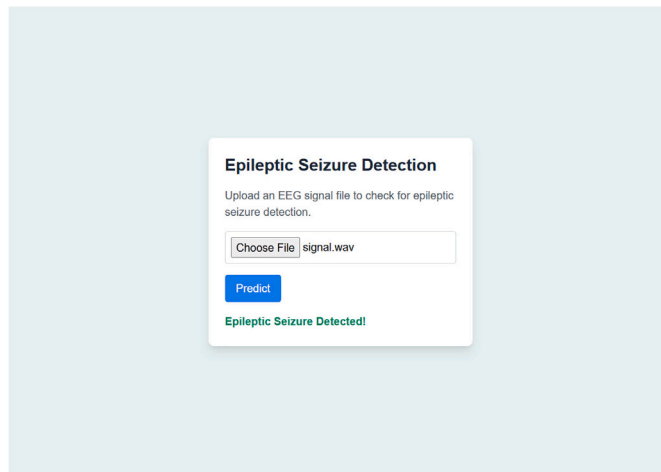 Epileptic Seizure Detection
Upload an EEG signal file to check for epileptic
seizure detection.
Choose File signal.wav
Predict
Epileptic Seizure Detected!